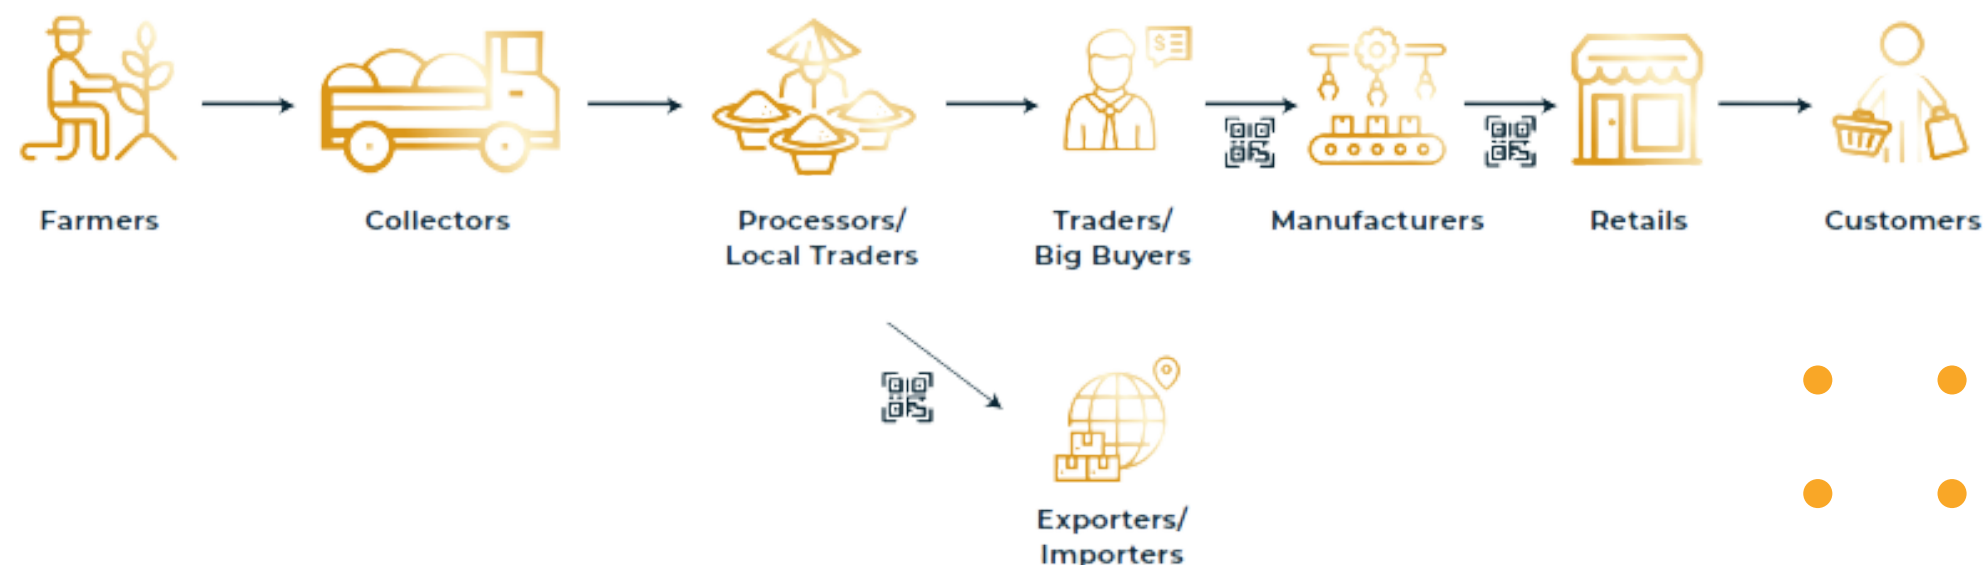 Farmers
Collectors
Processors/
Local Traders
Traders/
Big Buyers
Manufacturers
Retails
Customers
$
Exporters/
Importers